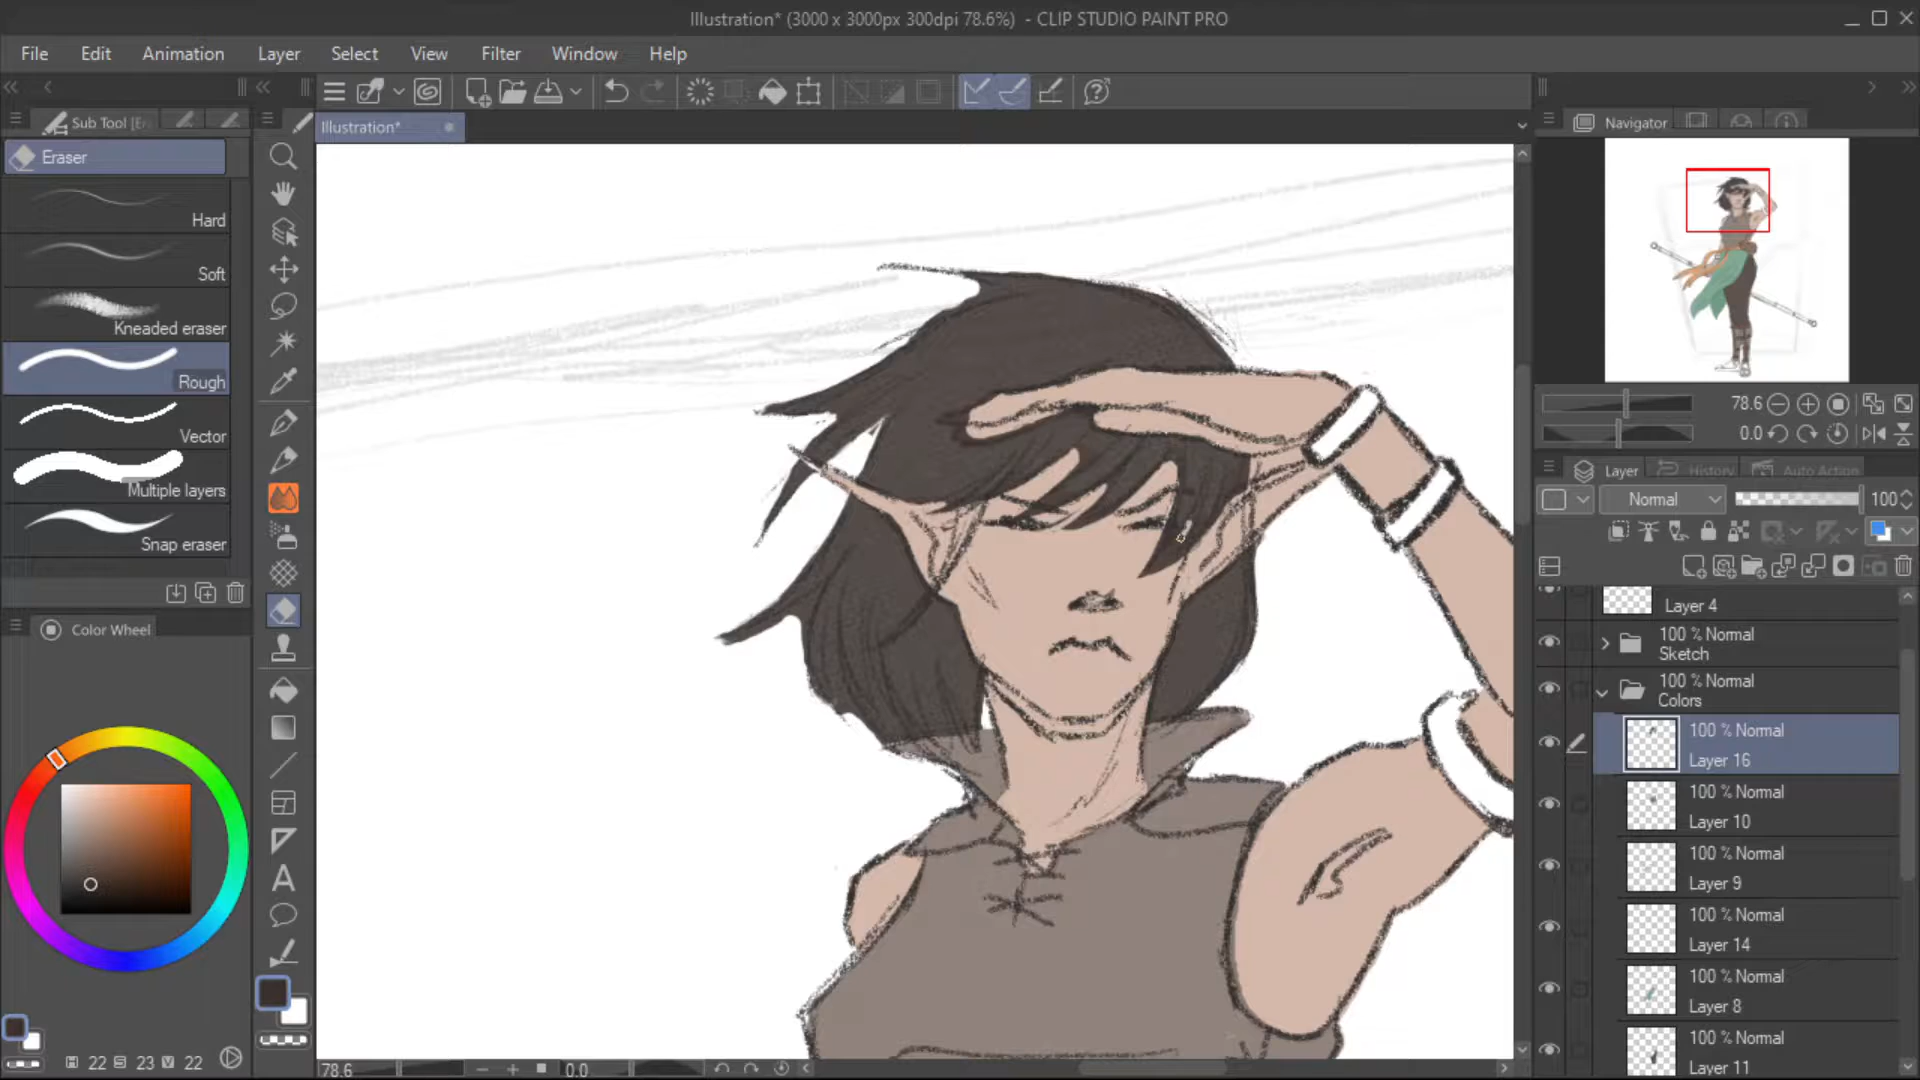 Illustration* (3000 x 3000px 300dpi 78.6%)  - CLIP STUDIO PAINT PRO
File Edit Animation Layer Select View Filter Window Help
Sub Tool [Er
Illustration*
Navigator
Eraser
Hard
Soft
Kneaded eraser
Rough
Vector
Multiple layers
Snap eraser
Color Wheel
H 22 S 23 V 22
78.6
0.0
78.6
0.0
Layer History Auto Action
Normal 100
Layer 4
100 % Normal
Sketch
100 % Normal
Colors
100 % Normal
Layer 16
100 % Normal
Layer 10
100 % Normal
Layer 9
100 % Normal
Layer 14
100 % Normal
Layer 8
100 % Normal
Layer 11